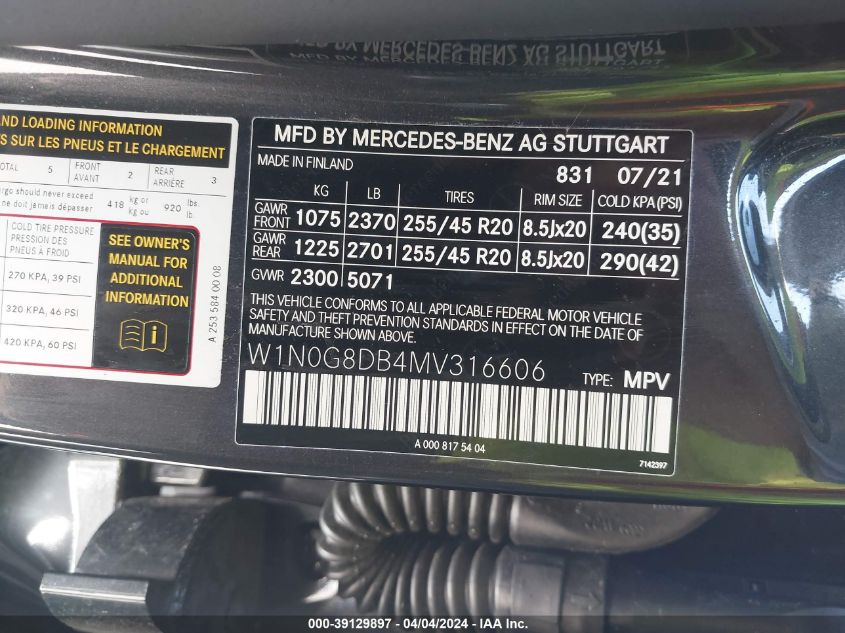 MFD BY MERCEDES-BENZ AG STUTTGART
AND LOADING INFORMATION
SUR LES PNEUS ET LE CHARGEMENT
TOTAL 5 FRONT AVANT 2 REAR ARRIÈRE 3
cargo should never exceed 418 kg or 920 lbs.
ne doit jamais dépasser kg ou lb.
COLD TIRE PRESSURE
PRESSION DES
PNEUS À FROID
270 KPA, 39 PSI
320 KPA, 46 PSI
420 KPA, 60 PSI
SEE OWNER'S
MANUAL FOR
ADDITIONAL
INFORMATION
A 253 584 00 08
MFD BY MERCEDES-BENZ AG STUTTGART
MADE IN FINLAND 831 07/21
KG LB TIRES RIM SIZE COLD KPA (PSI)
GAWR FRONT 1075 2370 255/45 R20 8.5Jx20 240(35)
GAWR REAR 1225 2701 255/45 R20 8.5Jx20 290(42)
GVWR 2300 5071
THIS VEHICLE CONFORMS TO ALL APPLICABLE FEDERAL MOTOR VEHICLE
SAFETY AND THEFT PREVENTION STANDARDS IN EFFECT ON THE DATE OF
MANUFACTURE SHOWN ABOVE.
W1N0G8DB4MV316606 TYPE: MPV
A 000 817 54 04
7142397
000-39129897 - 04/04/2024 - IAA Inc.